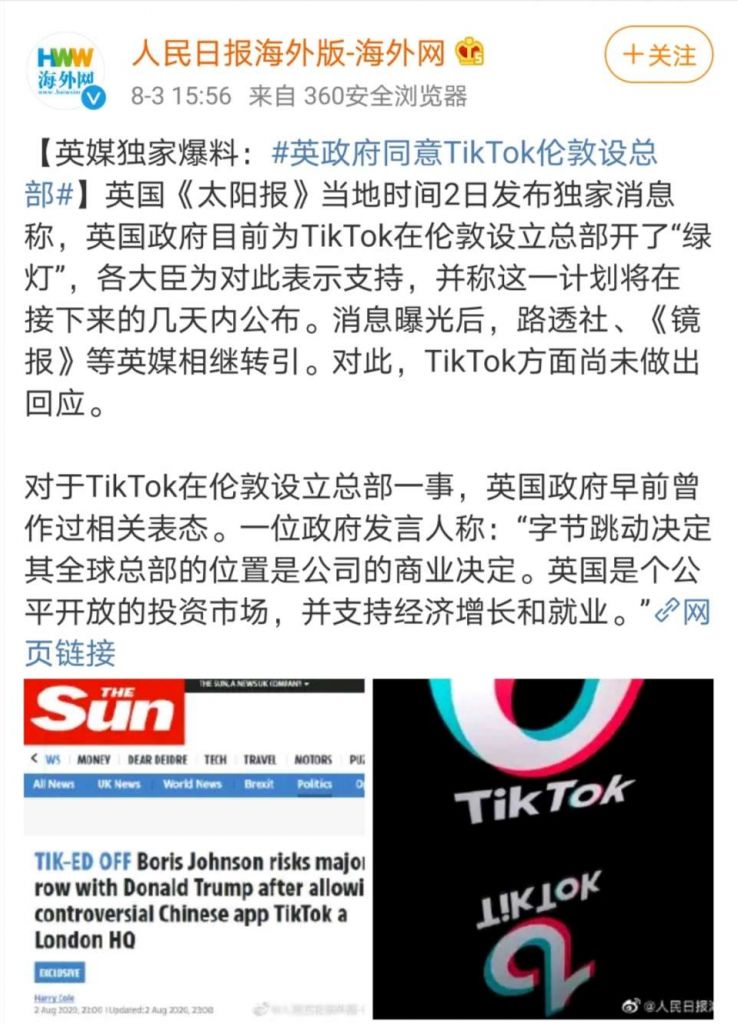 HWW
海外网
人民日报海外版-海外网
+关注
8-3 15:56 来自 360安全浏览器
【英媒独家爆料：#英政府同意TikTok伦敦设总
部#】英国《太阳报》当地时间2日发布独家消息
称，英国政府目前为TikTok在伦敦设立总部开了“绿
灯”，各大臣为对此表示支持，并称这一计划将在
接下来的几天内公布。消息曝光后，路透社、《镜
报》等英媒相继转引。对此，TikTok方面尚未做出
回应。
对于TikTok在伦敦设立总部一事，英国政府早前曾
作过相关表态。一位政府发言人称：“字节跳动决定
其全球总部的位置是公司的商业决定。英国是个公
平开放的投资市场，并支持经济增长和就业。”网
页链接
THE SUN, A NEWS UK COMPANY
THE
Sun
< WS MONEY DEAR DEIDRE TECH TRAVEL MOTORS PUZ
All News UK News World News Brexit Politics O
TIK-ED OFF Boris Johnson risks major
row with Donald Trump after allowi
controversial Chinese app TikTok a
London HQ
EXCLUSIVE
Harry Cole
2 Aug 2020, 21:00 | Updated: 2 Aug 2020, 23:00
TikTok
TikTok
@人民日报海